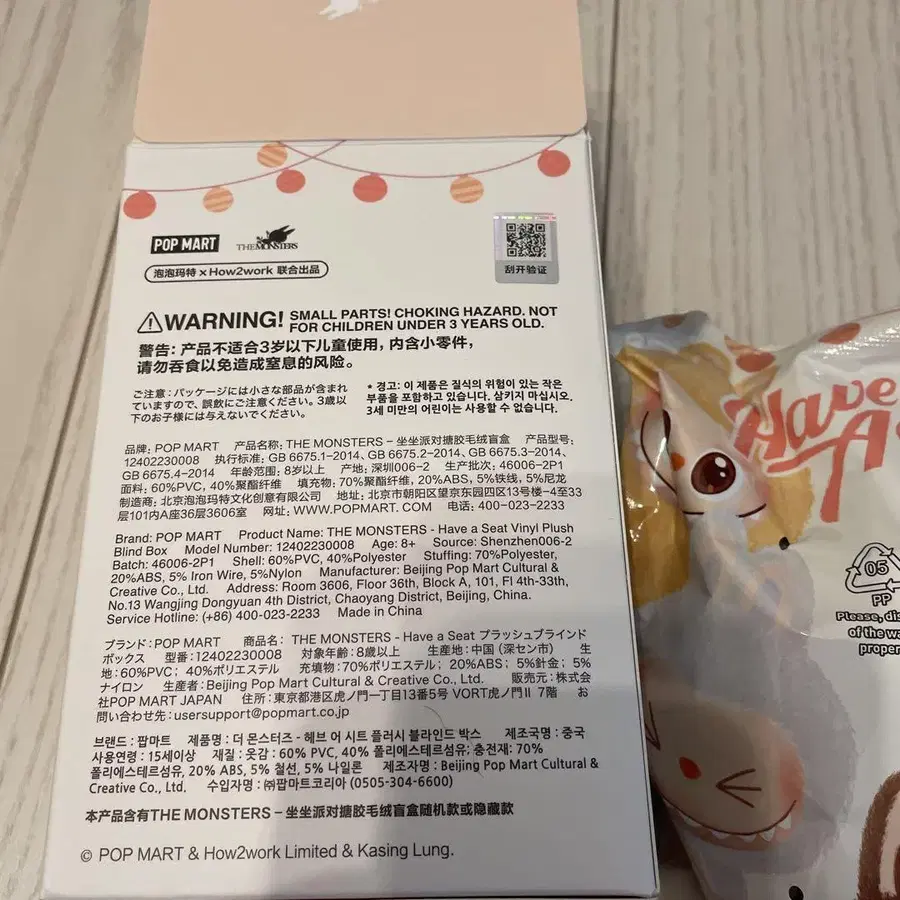 POP MART
THE MONSTERS
泡泡玛特 x How2work 联合出品
刮开验证
⚠WARNING! SMALL PARTS! CHOKING HAZARD. NOT
FOR CHILDREN UNDER 3 YEARS OLD.
警告: 产品不适合3岁以下儿童使用，内含小零件，
请勿吞食以免造成窒息的风险。
ご注意：パッケージには小さな部品が含まれ
ていますので、誤飲にご注意ください。3歳以
下のお子様には与えないでください。
* 경고: 이 제품은 질식의 위험이 있는 작은
부품을 포함하고 있습니다. 삼키지 마십시오.
3세 미만의 어린이는 사용할 수 없습니다.
品牌: POP MART 产品名称: THE MONSTERS – 坐坐派对搪胶毛绒盲盒 产品型号:
12402230008 执行标准: GB 6675.1–2014、GB 6675.2–2014、GB 6675.3–2014、
GB 6675.4–2014 年龄范围: 8岁以上 产地: 深圳006–2 生产批次: 46006–2P1
面料: 60%PVC, 40%聚酯纤维 填充物: 70%聚酯纤维, 20%ABS, 5%铁线, 5%尼龙
制造商: 北京泡泡玛特文化创意有限公司 地址: 北京市朝阳区望京东园四区13号楼–4至33
层101内A座36层3606室 网址: WWW.POPMART.COM 电话: 400–023–2233
Brand: POP MART Product Name: THE MONSTERS - Have a Seat Vinyl Plush
Blind Box Model Number: 12402230008 Age: 8+ Source: Shenzhen006-2
Batch: 46006-2P1 Shell: 60%PVC, 40%Polyester Stuffing: 70%Polyester,
20%ABS, 5% Iron Wire, 5%Nylon Manufacturer: Beijing Pop Mart Cultural &
Creative Co., Ltd. Address: Room 3606, Floor 36th, Block A, 101, Fl 4th-33th,
No.13 Wangjing Dongyuan 4th District, Chaoyang District, Beijing, China.
Service Hotline: (+86) 400-023-2233 Made in China
ブランド: POP MART 商品名： THE MONSTERS - Have a Seat プラッシュブラインド
ボックス 型番：12402230008 対象年齢：8歳以上 生産地：中国（深セン市） 生
地：60%PVC；40%ポリエステル 充填物：70%ポリエステル；20%ABS；5%針金；5%
ナイロン 生産者：Beijing Pop Mart Cultural & Creative Co., Ltd. 販売元：株式会
社POP MART JAPAN 住所：東京都港区虎ノ門一丁目13番5号 VORT虎ノ門II 7階 お
問い合わせ先：usersupport@popmart.co.jp
브랜드 : 팝마트 제품명 : 더 몬스터즈 - 헤브 어 시트 플러시 블라인드 박스 제조국명 : 중국
사용연령 : 15세이상 재질 : 옷감 : 60% PVC, 40% 폴리에스테르섬유; 충전재: 70%
폴리에스테르섬유, 20% ABS, 5% 철선, 5% 나일론 제조자명 : Beijing Pop Mart Cultural &
Creative Co., Ltd. 수입자명 : ㈜팝마트코리아 (0505-304-6600)
本产品含有THE MONSTERS – 坐坐派对搪胶毛绒盲盒随机款或隐藏款
© POP MART & How2work Limited & Kasing Lung.
Have
A
05
PP
Please, dis
of the wa
proper